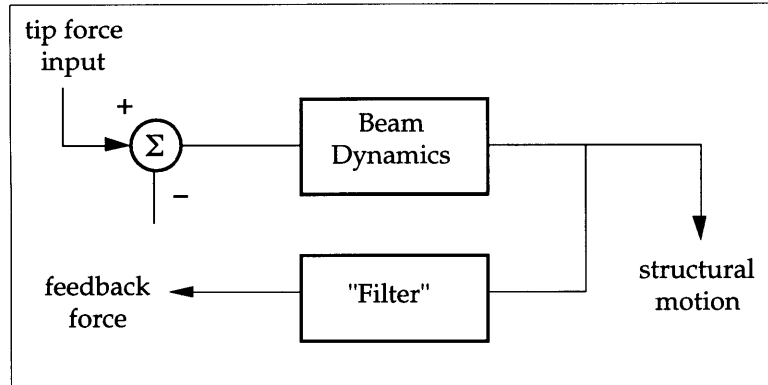 tip force
input
+
Σ
−
Beam
Dynamics
"Filter"
feedback
force
structural
motion